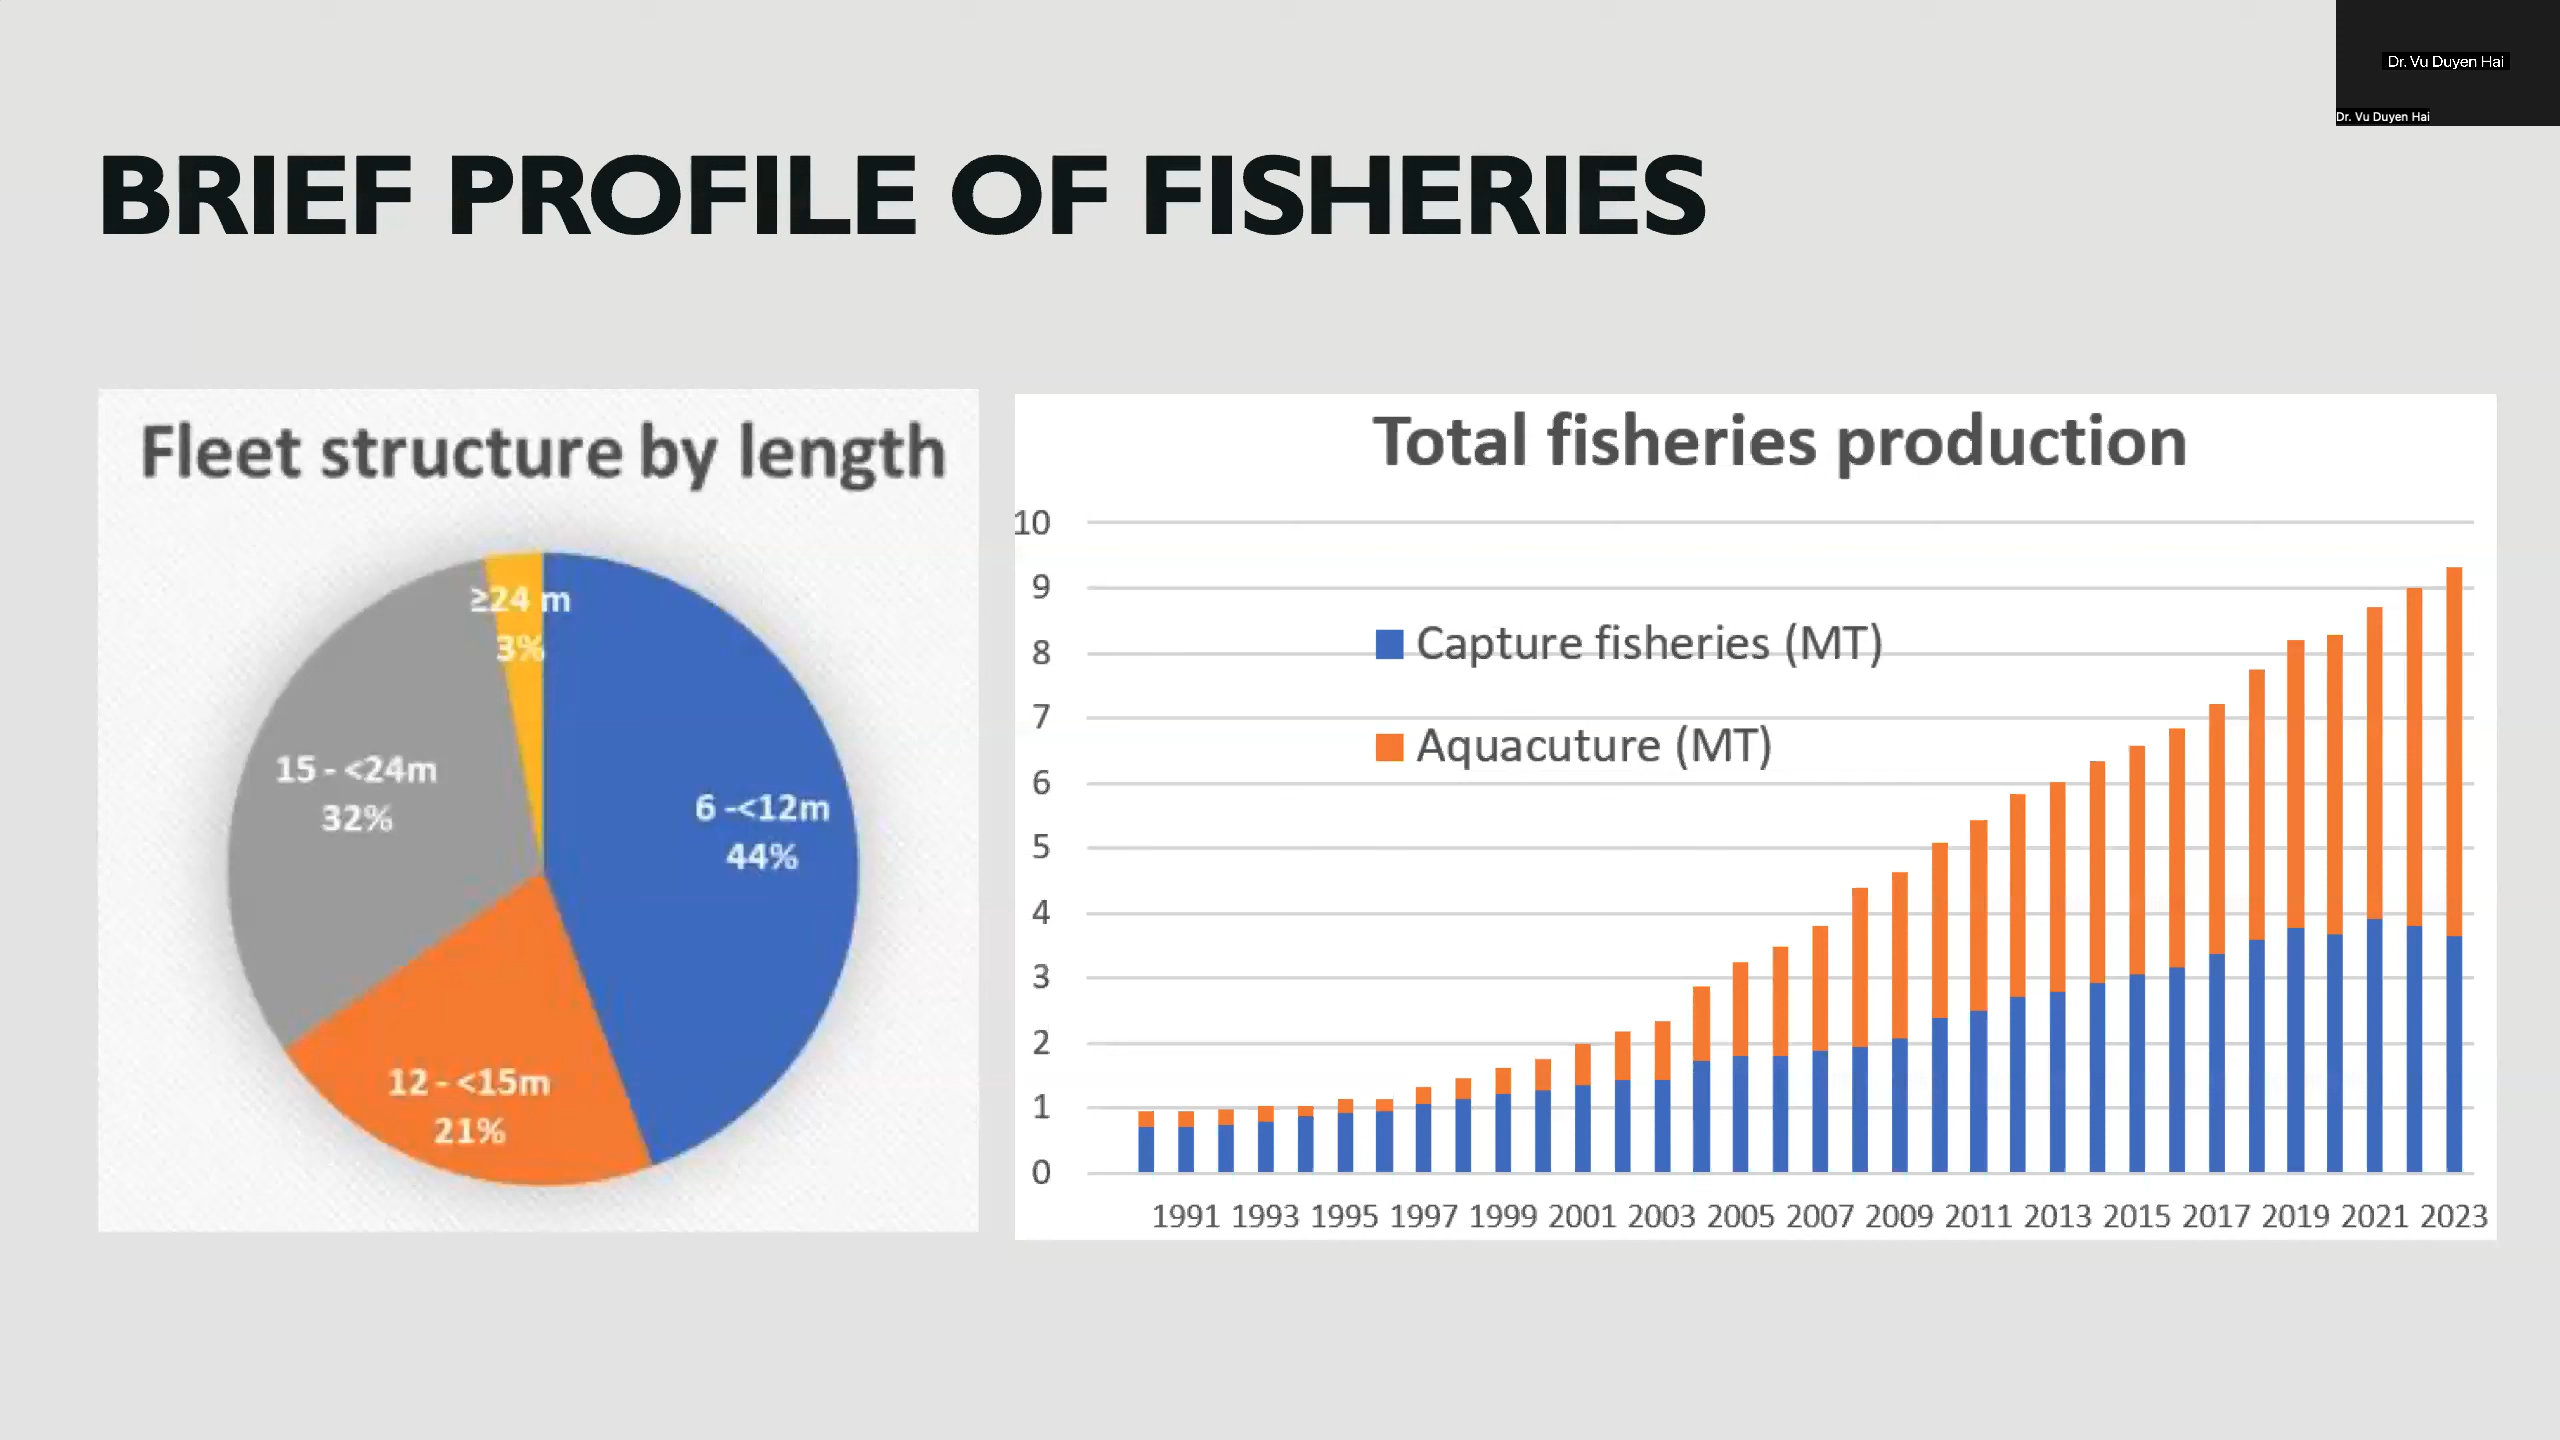 Dr. Vu Duyen Hai
Dr. Vu Duyen Hai
BRIEF PROFILE OF FISHERIES
Fleet structure by length
≥24 m
3%
15 - <24m
32%
6 -<12m
44%
12 - <15m
21%
Total fisheries production
10
9
8
7
6
5
4
3
2
1
0
Capture fisheries (MT)
Aquacuture (MT)
1991 1993 1995 1997 1999 2001 2003 2005 2007 2009 2011 2013 2015 2017 2019 2021 2023